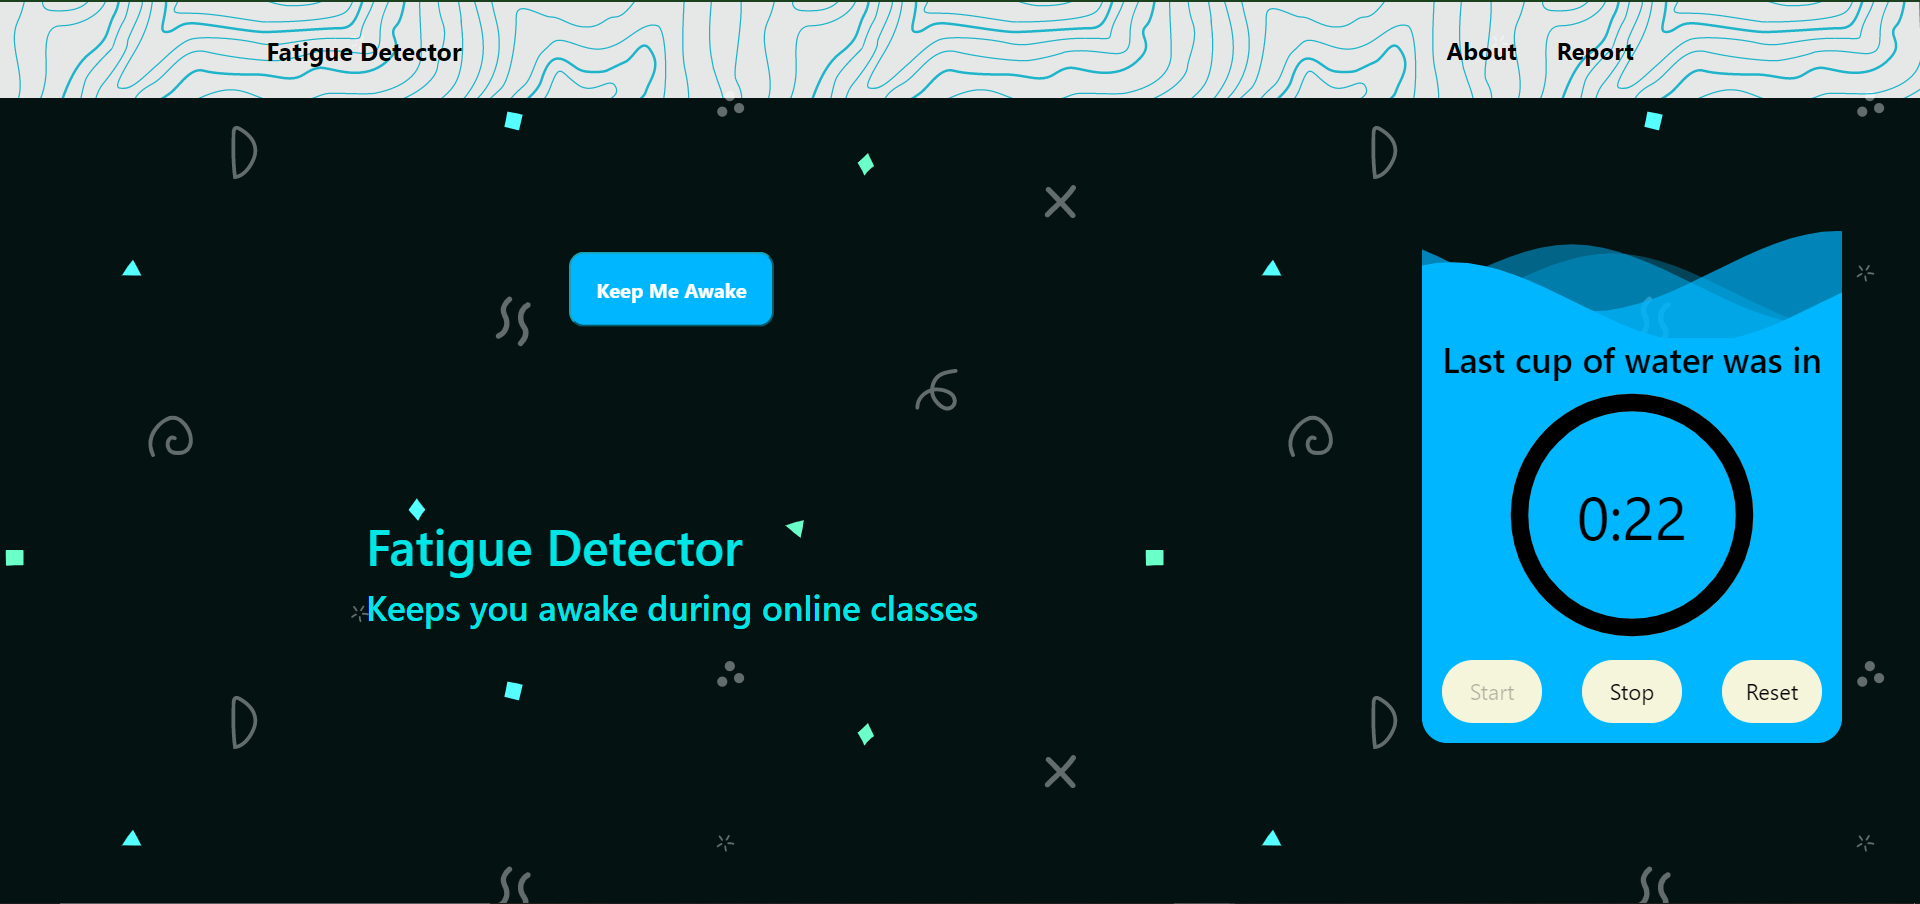 Fatigue Detector
About
Report
Keep Me Awake
Fatigue Detector
Keeps you awake during online classes
Last cup of water was in
0:22
Start
Stop
Reset